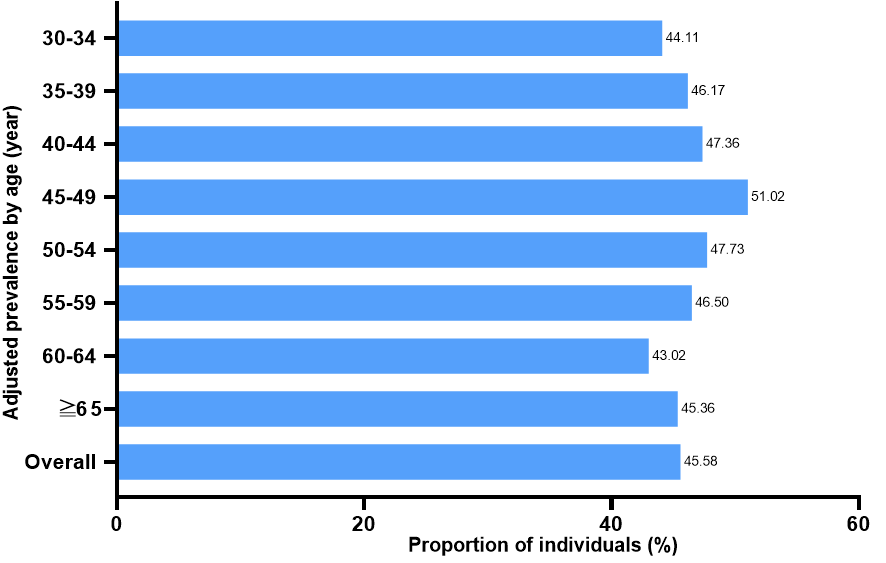 Adjusted prevalence by age (year)
30-34 44.11
35-39 46.17
40-44 47.36
45-49 51.02
50-54 47.73
55-59 46.50
60-64 43.02
≧65 45.36
Overall 45.58
0 20 40 60
Proportion of individuals (%)